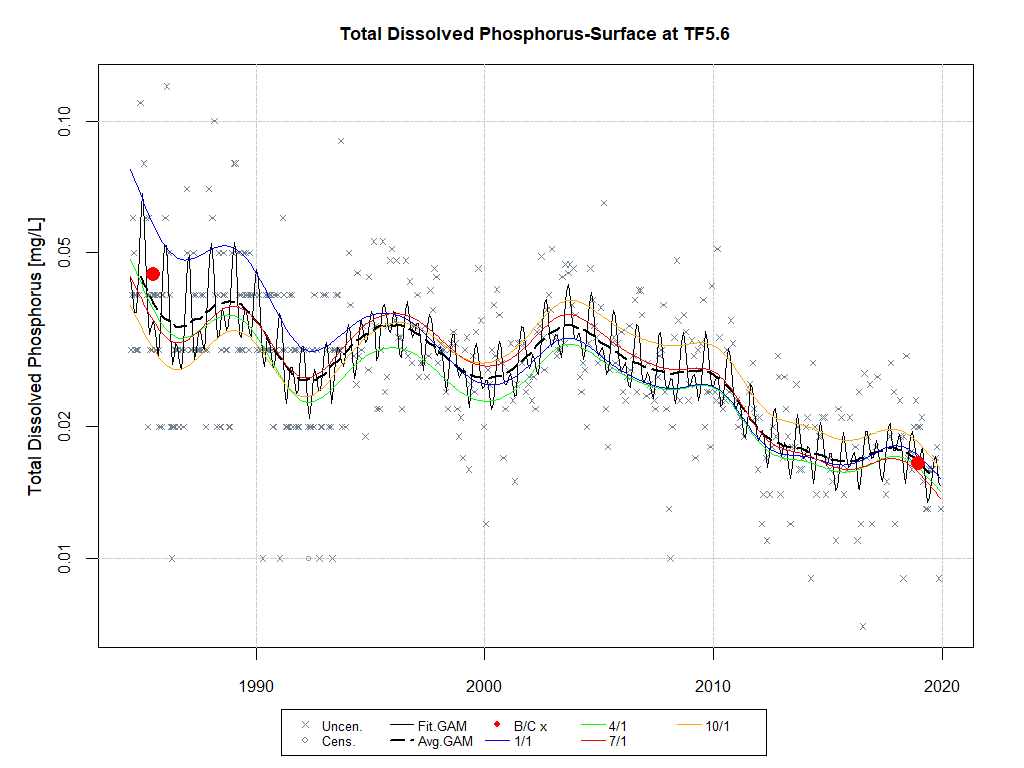 Total Dissolved Phosphorus-Surface at TF5.6
Total Dissolved Phosphorus [mg/L]
0.10
0.05
0.02
0.01
1990 2000 2010 2020
Uncen. Fit.GAM B/C x 4/1 10/1
Cens. Avg.GAM 1/1 7/1